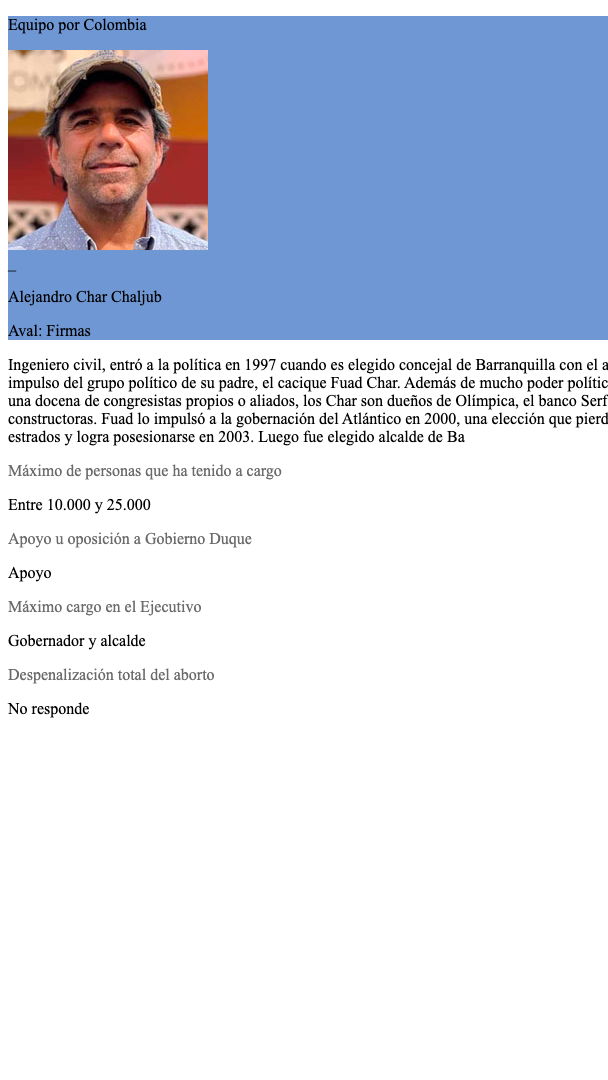 Equipo por Colombia
OM
_
Alejandro Char Chaljub
Aval: Firmas
Ingeniero civil, entró a la política en 1997 cuando es elegido concejal de Barranquilla con el a
impulso del grupo político de su padre, el cacique Fuad Char. Además de mucho poder polític
una docena de congresistas propios o aliados, los Char son dueños de Olímpica, el banco Serf
constructoras. Fuad lo impulsó a la gobernación del Atlántico en 2000, una elección que pierd
estrados y logra posesionarse en 2003. Luego fue elegido alcalde de Ba
Máximo de personas que ha tenido a cargo
Entre 10.000 y 25.000
Apoyo u oposición a Gobierno Duque
Apoyo
Máximo cargo en el Ejecutivo
Gobernador y alcalde
Despenalización total del aborto
No responde